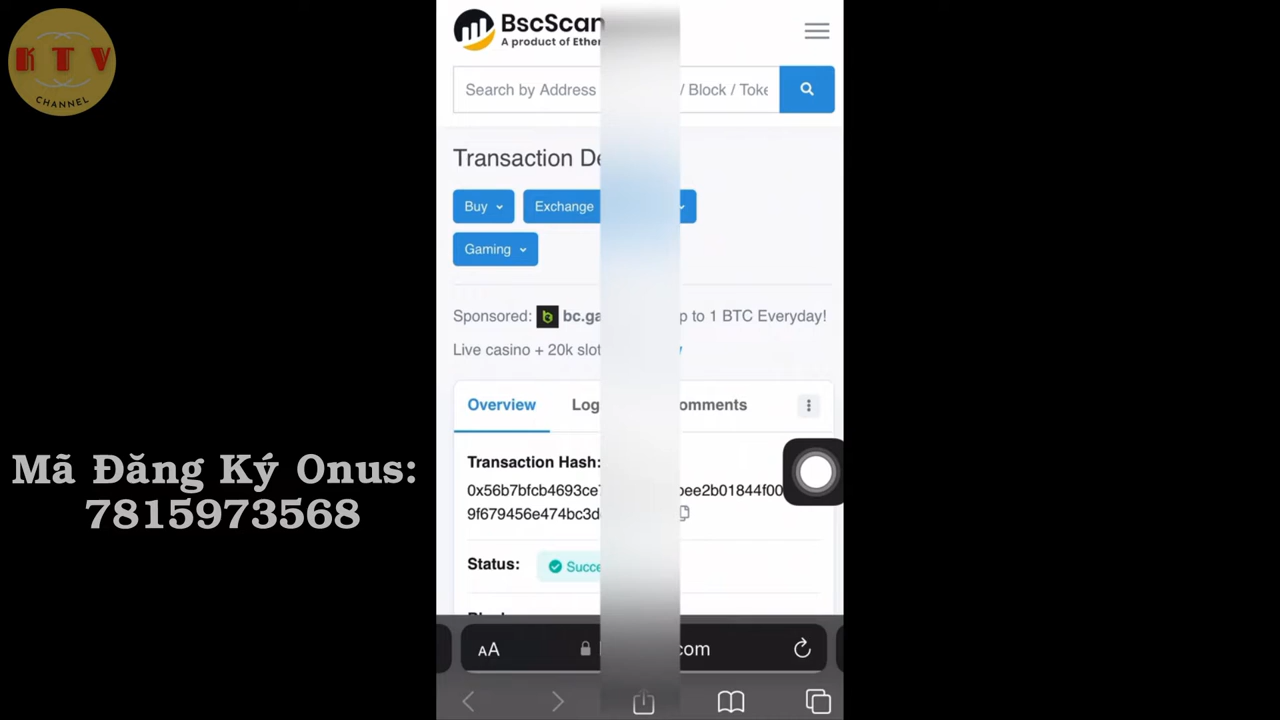 KTV
CHANNEL
BscScan
A product of Ether
Search by Address / Block / Toke
Transaction De
Buy Exchange
Gaming
Sponsored: bc.ga p to 1 BTC Everyday!
Live casino + 20k slot
Overview Log omments
Transaction Hash:
0x56b7bfcb4693ce ee2b01844f00
9f679456e474bc3d
Status: Succe
AA com
Mã Đăng Ký Onus:
7815973568